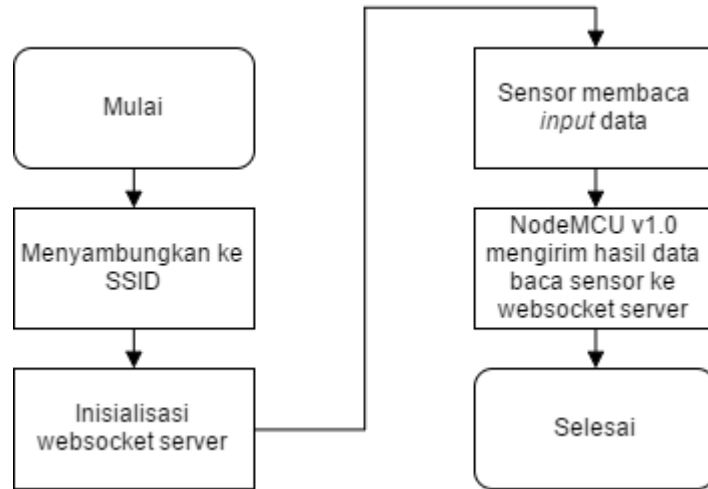 Mulai
Menyambungkan ke
SSID
Inisialisasi
websocket server
Sensor membaca
input data
NodeMCU v1.0
mengirim hasil data
baca sensor ke
websocket server
Selesai